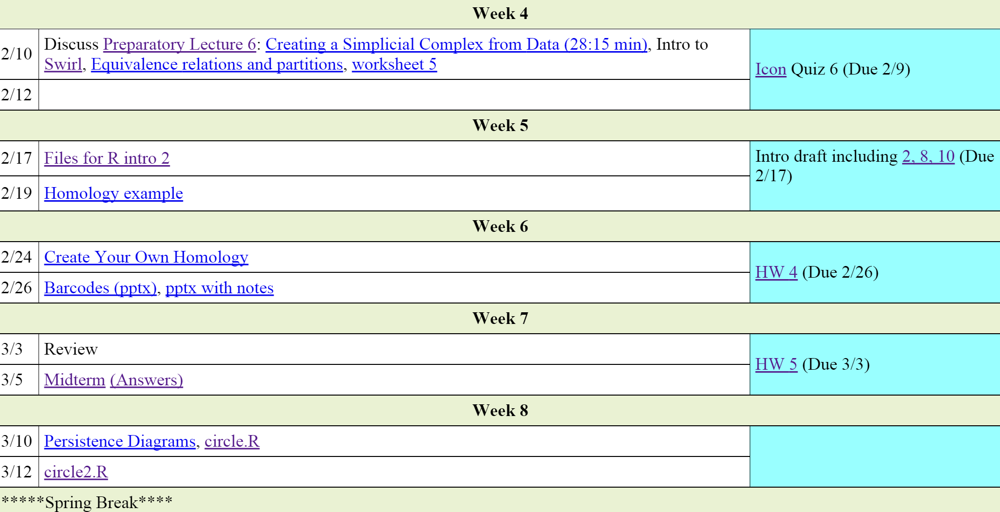 Week 4
2/10
Discuss Preparatory Lecture 6: Creating a Simplicial Complex from Data (28:15 min), Intro to
Swirl, Equivalence relations and partitions, worksheet 5
Icon Quiz 6 (Due 2/9)
2/12
Week 5
2/17
Files for R intro 2
Intro draft including 2, 8, 10 (Due
2/17)
2/19
Homology example
Week 6
2/24
Create Your Own Homology
HW 4 (Due 2/26)
2/26
Barcodes (pptx), pptx with notes
Week 7
3/3
Review
HW 5 (Due 3/3)
3/5
Midterm (Answers)
Week 8
3/10
Persistence Diagrams, circle.R
3/12
circle2.R
*****Spring Break****